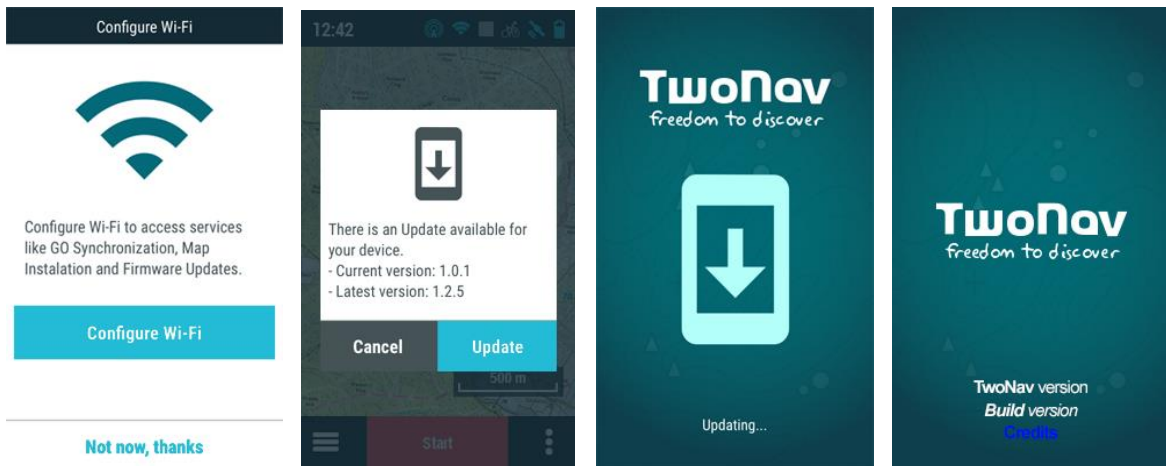 Configure Wi-Fi
Configure Wi-Fi to access services
like GO Synchronization, Map
Instalation and Firmware Updates.
Configure Wi-Fi
Not now, thanks
12:42
There is an Update available for
your device.
- Current version: 1.0.1
- Latest version: 1.2.5
Cancel
Update
500 m
Start
TwoNav
freedom to discover
Updating...
TwoNav
freedom to discover
TwoNav version
Build version
Credits